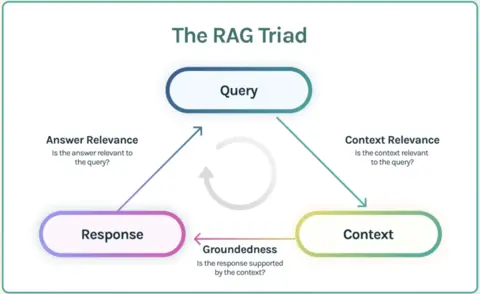 The RAG Triad
Query
Answer Relevance
Is the answer relevant to
the query?
Context Relevance
Is the context relevant
to the query?
Response
Groundedness
Is the response supported
by the context?
Context